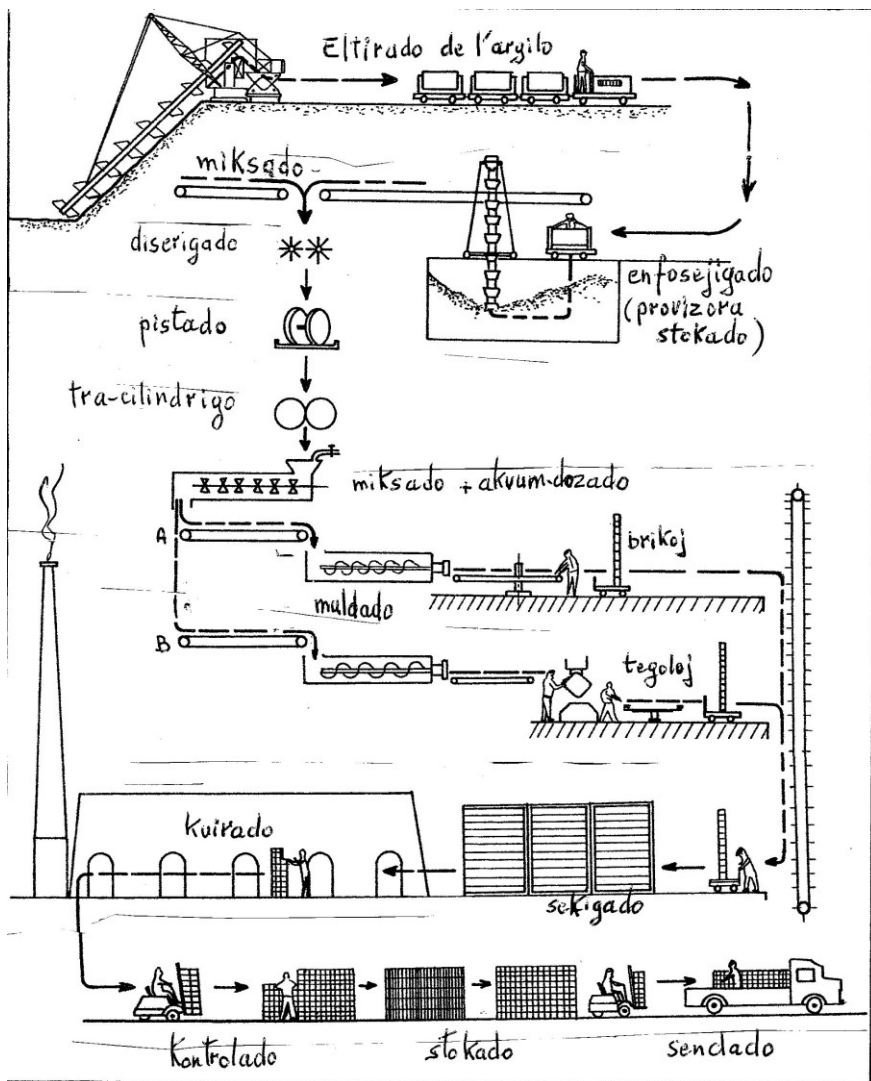 Eltirado de l'argilo
miksado
diserigado
enfosejigado
(provizora
stokado)
pistado
tra-cilindrigo
miksado + akvum-dozado
A
brikoj
muldado
B
tegoloj
kvirado
sekigado
kontrolado
stokado
sendado